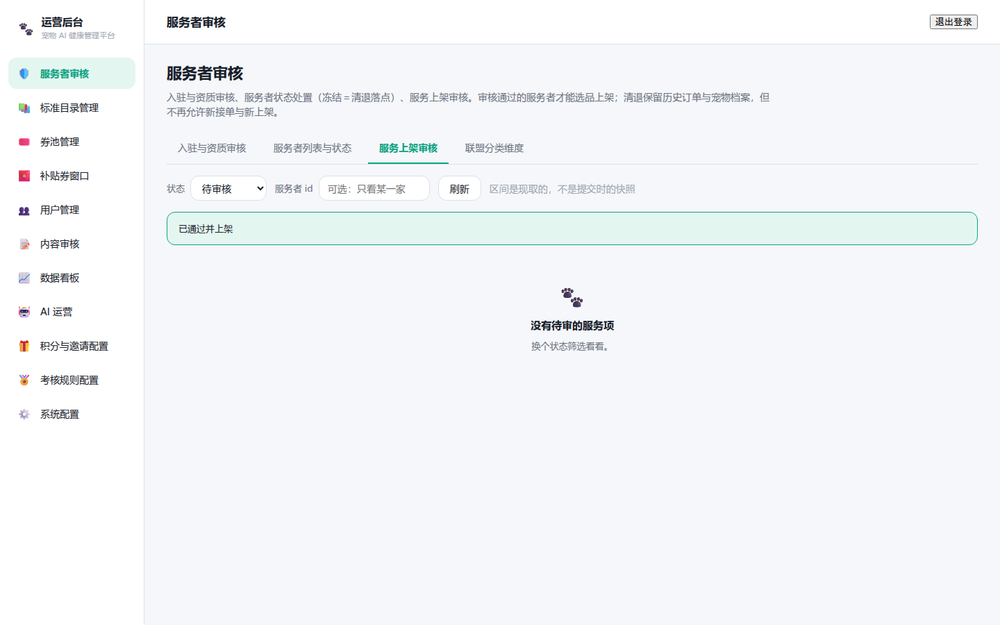 运营后台
宠物 AI 健康管理平台
服务者审核
标准目录管理
券池管理
补贴券窗口
用户管理
内容审核
数据看板
AI 运营
积分与邀请配置
考核规则配置
系统配置
服务者审核
退出登录
服务者审核
入驻与资质审核、服务者状态处置（冻结＝清退落点）、服务上架审核。审核通过的服务者才能选品上架；清退保留历史订单与宠物档案，但
不再允许新接单与新上架。
入驻与资质审核 服务者列表与状态 服务上架审核 联盟分类维度
状态 待审核 服务者 id 可选：只看某一家 刷新 区间是现取的，不是提交时的快照
已通过并上架
没有待审的服务项
换个状态筛选看看。